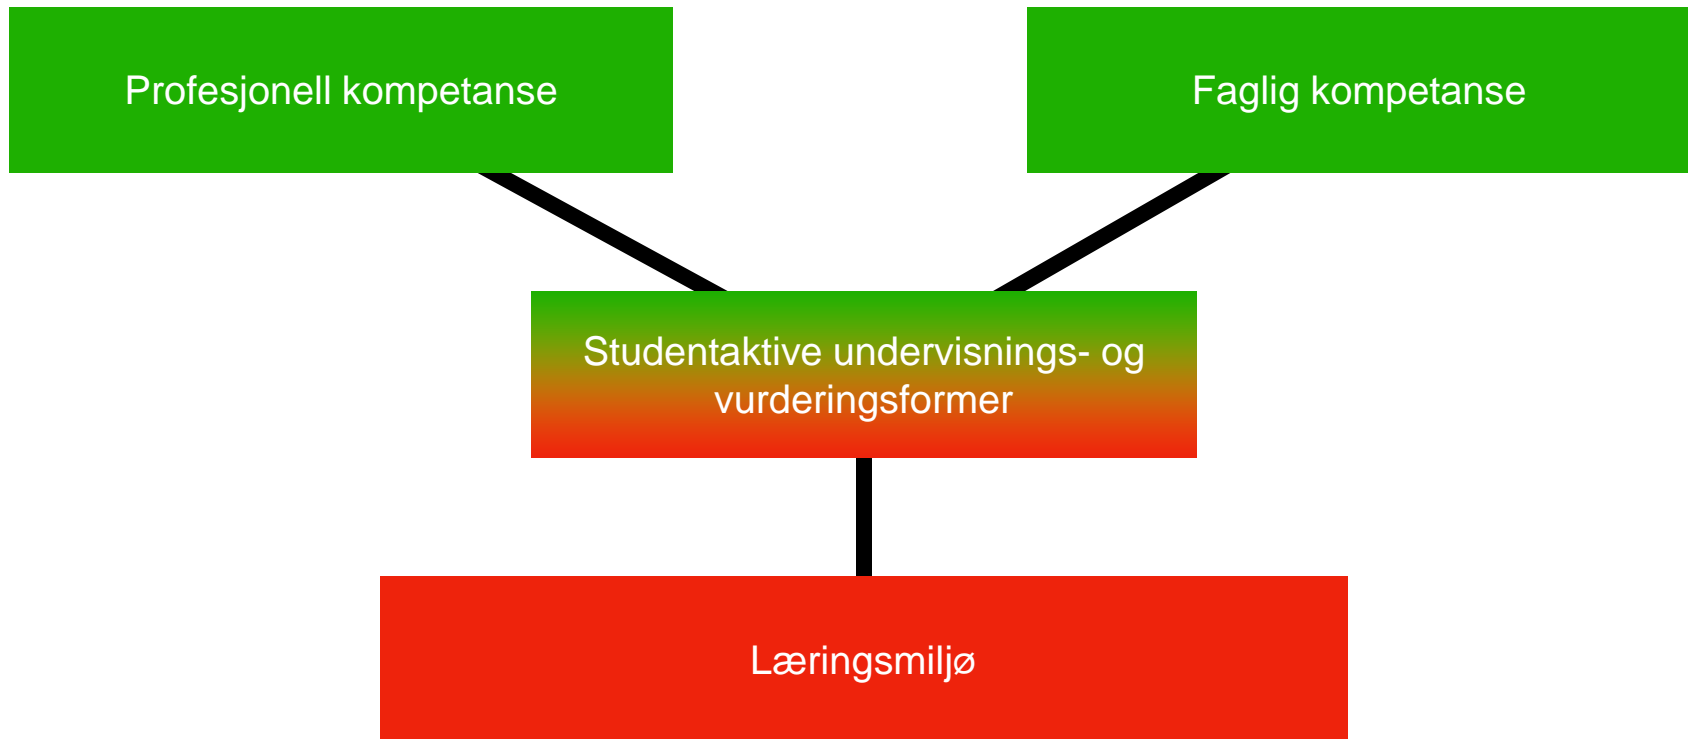 Profesjonell kompetanse
Faglig kompetanse
Studentaktive undervisnings- og
vurderingsformer
Læringsmiljø